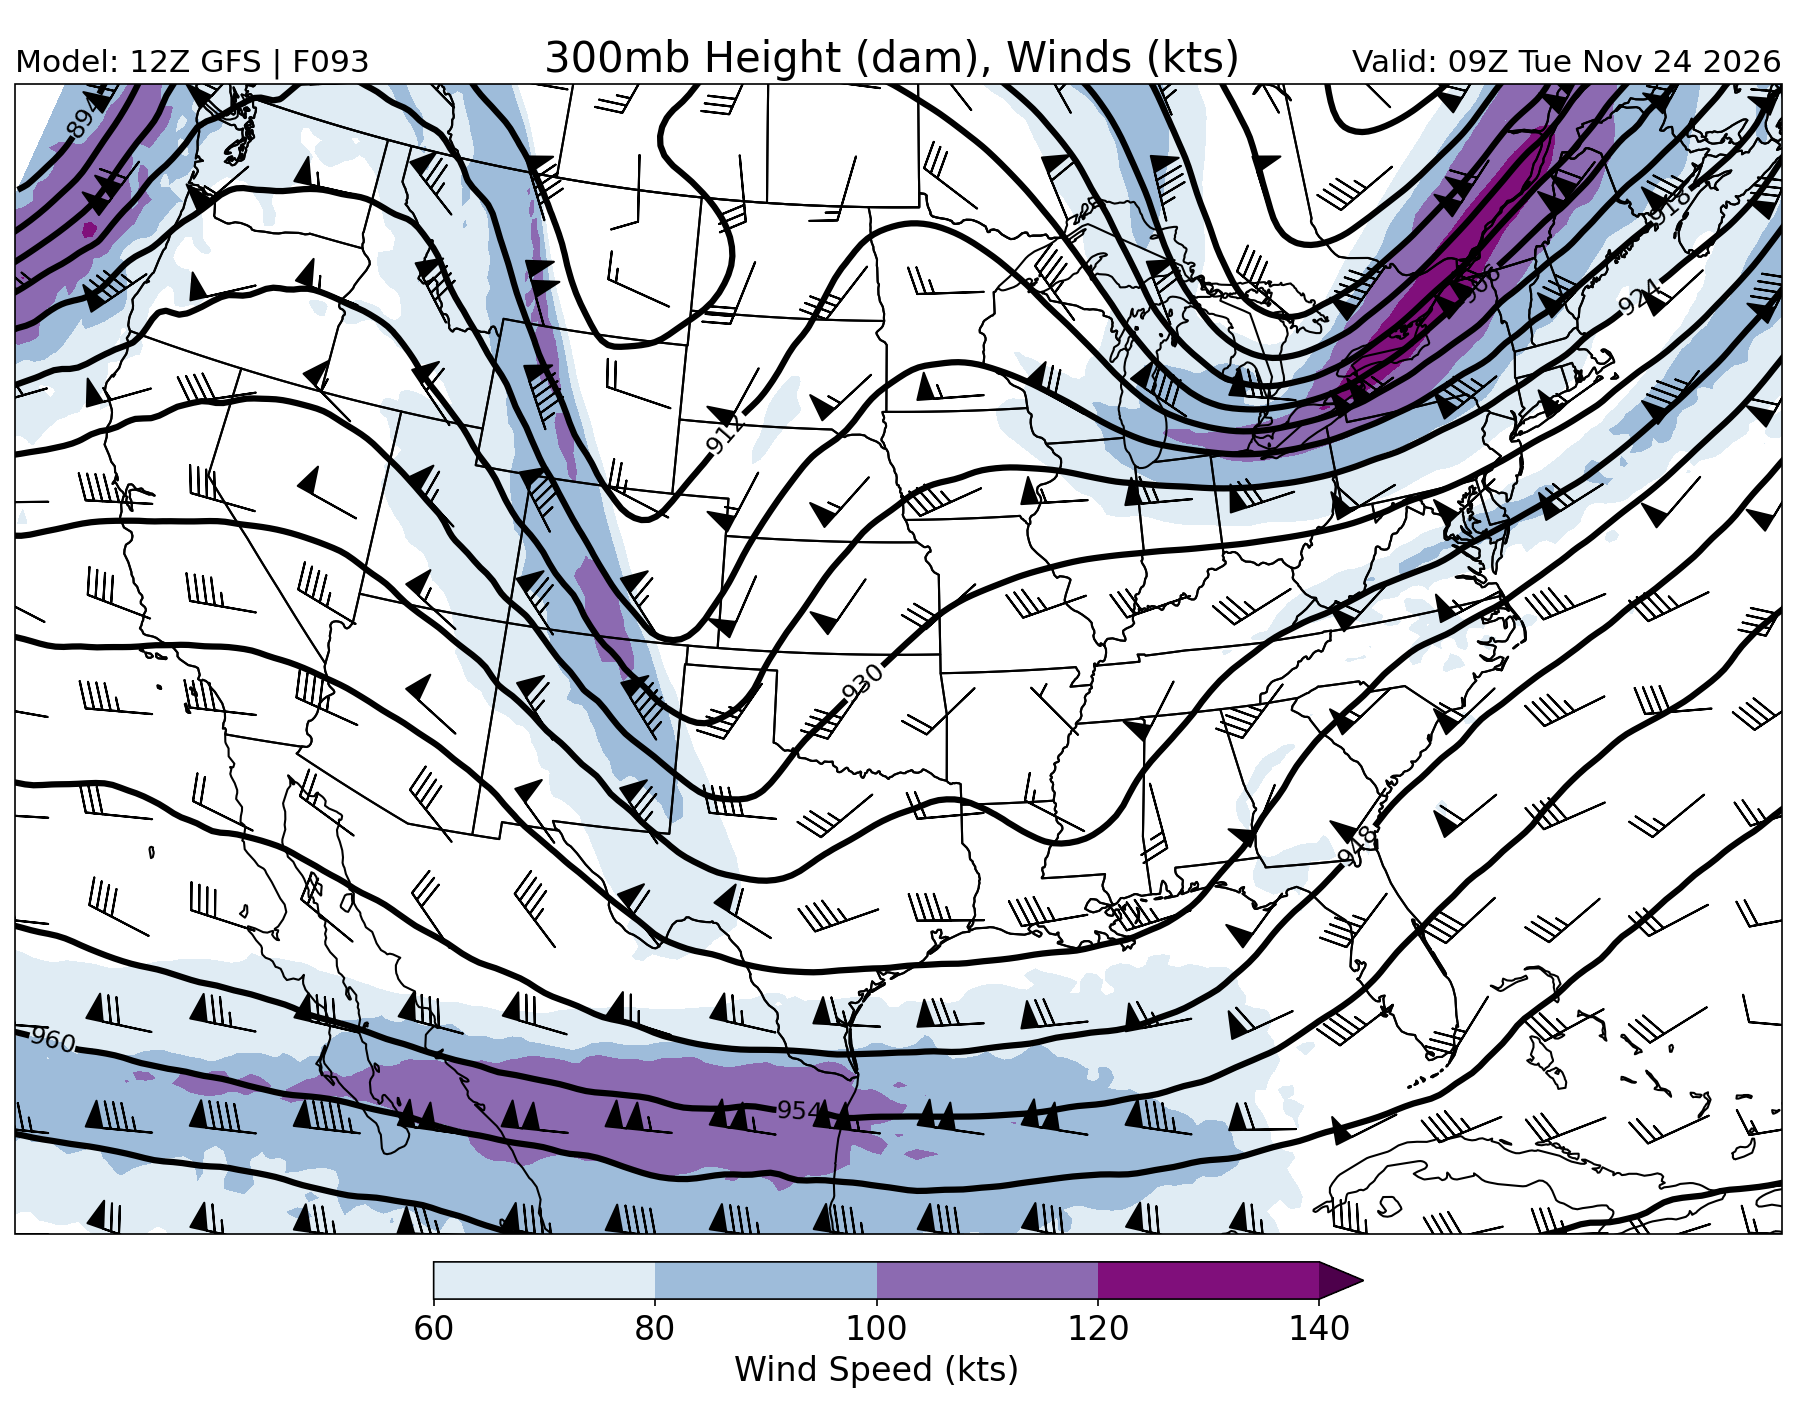 Model: 12Z GFS | F093
300mb Height (dam), Winds (kts)
Valid: 09Z Tue Nov 24 2026
894
918
906
924
912
930
948
960
954
60 80 100 120 140
Wind Speed (kts)